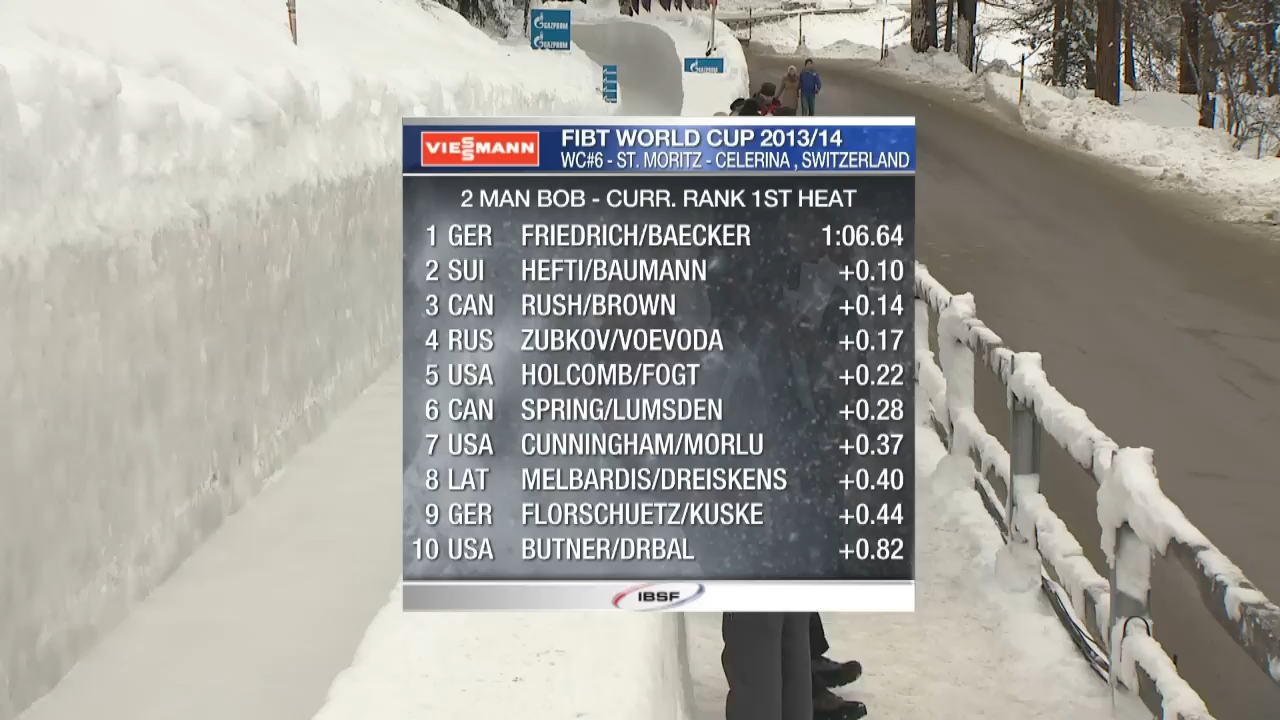 GAZPROM
GAZPROM
GAZPROM
VIESSMANN
FIBT WORLD CUP 2013/14
WC#6 - ST. MORITZ - CELERINA , SWITZERLAND
2 MAN BOB - CURR. RANK 1ST HEAT
1 GER FRIEDRICH/BAECKER 1:06.64
2 SUI HEFTI/BAUMANN +0.10
3 CAN RUSH/BROWN +0.14
4 RUS ZUBKOV/VOEVODA +0.17
5 USA HOLCOMB/FOGT +0.22
6 CAN SPRING/LUMSDEN +0.28
7 USA CUNNINGHAM/MORLU +0.37
8 LAT MELBARDIS/DREISKENS +0.40
9 GER FLORSCHUETZ/KUSKE +0.44
10 USA BUTNER/DRBAL +0.82
IBSF